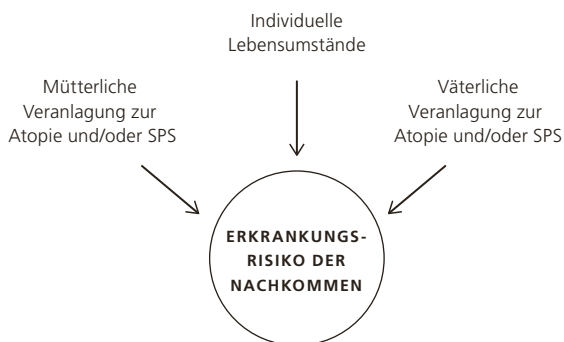 Individuelle
Lebensumstände
Mütterliche
Veranlagung zur
Atopie und/oder SPS
Väterliche
Veranlagung zur
Atopie und/oder SPS
ERKRANKUNGS-
RISIKO DER
NACHKOMMEN